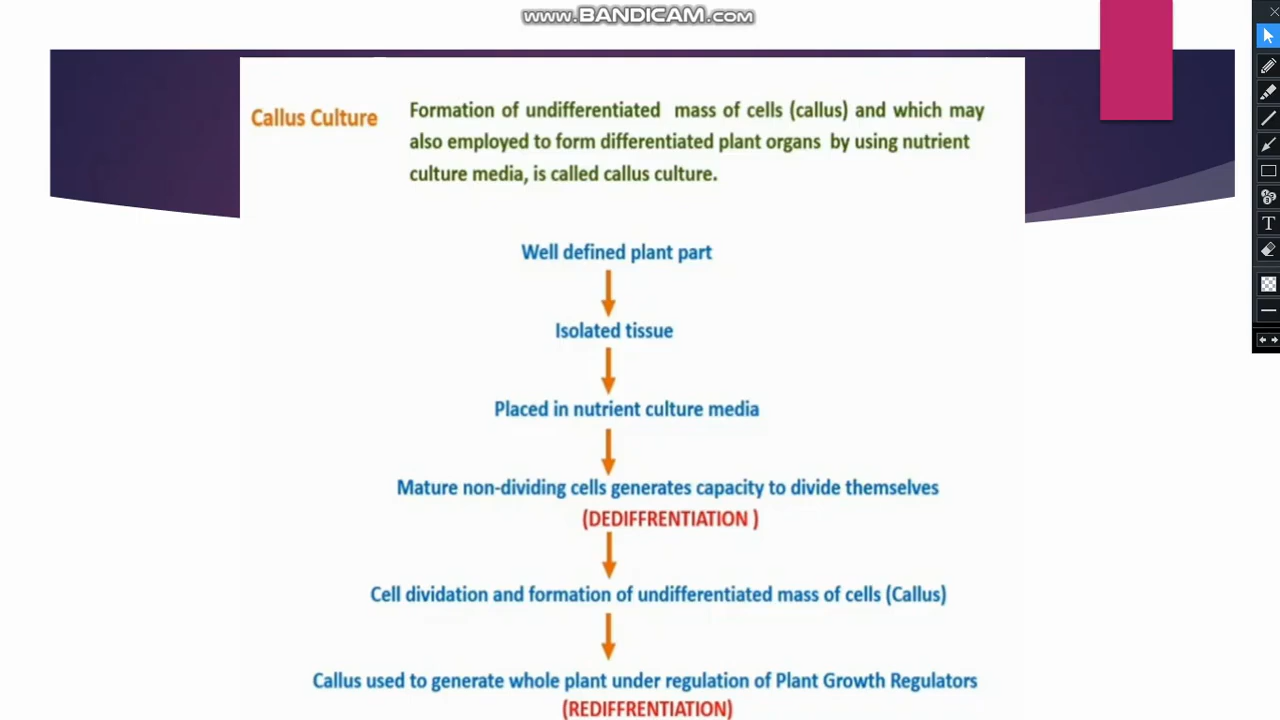 www.BANDICAM.com
Callus Culture
Formation of undifferentiated mass of cells (callus) and which may
also employed to form differentiated plant organs by using nutrient
culture media, is called callus culture.
Well defined plant part
Isolated tissue
Placed in nutrient culture media
Mature non-dividing cells generates capacity to divide themselves
(DEDIFFRENTIATION )
Cell dividation and formation of undifferentiated mass of cells (Callus)
Callus used to generate whole plant under regulation of Plant Growth Regulators
(REDIFFRENTIATION)